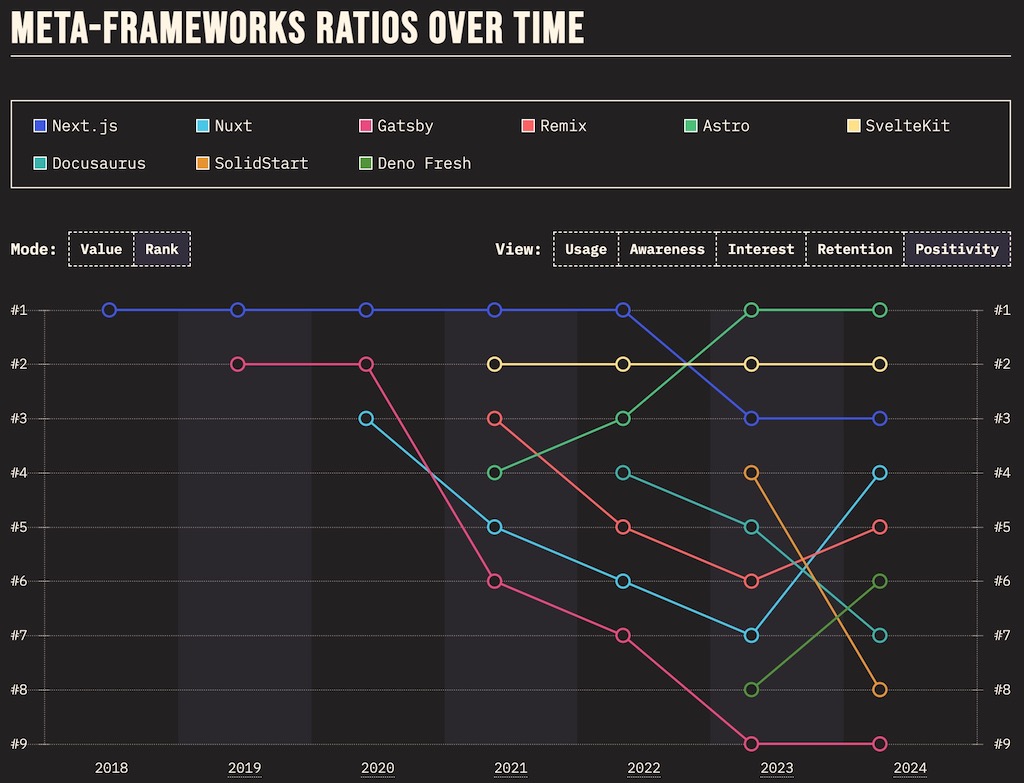 META-FRAMEWORKS RATIOS OVER TIME
Next.js Nuxt Gatsby Remix Astro SvelteKit
Docusaurus SolidStart Deno Fresh
Mode: Value Rank View: Usage Awareness Interest Retention Positivity
#1 #1
#2 #2
#3 #3
#4 #4
#5 #5
#6 #6
#7 #7
#8 #8
#9 #9
2018 2019 2020 2021 2022 2023 2024